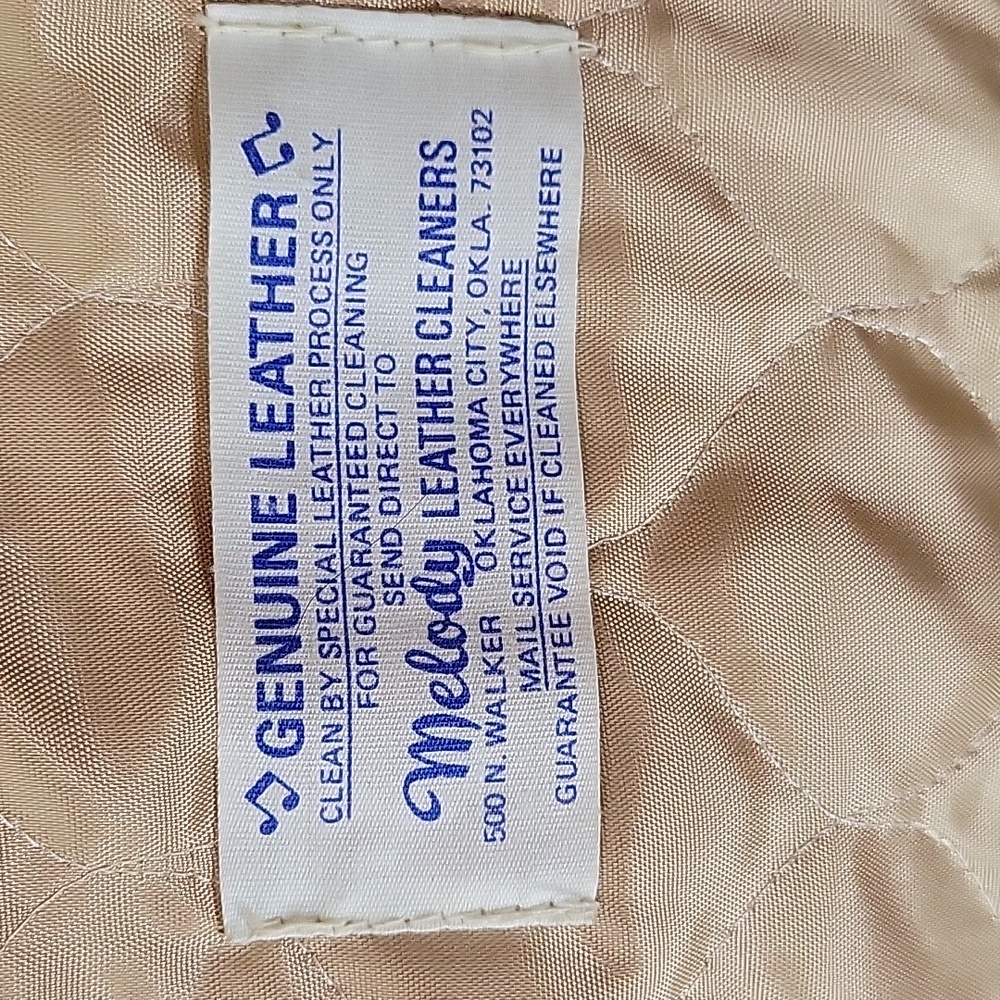 GENUINE LEATHER
CLEAN BY SPECIAL LEATHER PROCESS ONLY
FOR GUARANTEED CLEANING
SEND DIRECT TO
Melody LEATHER CLEANERS
500 N. WALKER OKLAHOMA CITY, OKLA. 73102
MAIL SERVICE EVERYWHERE
GUARANTEE VOID IF CLEANED ELSEWHERE